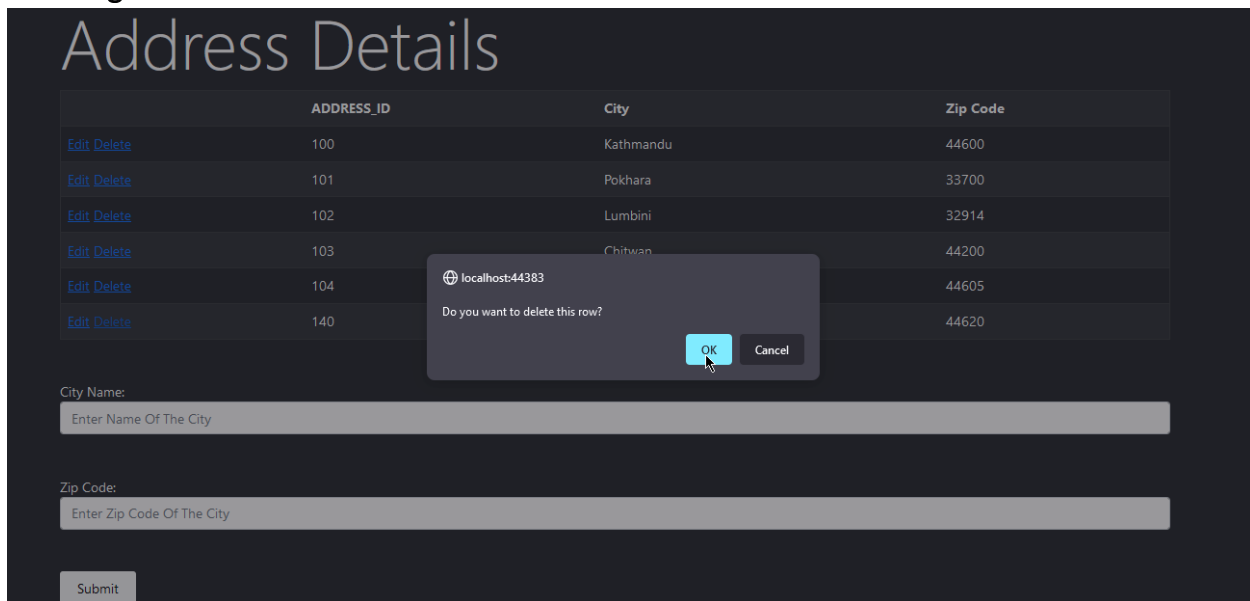 Address Details
ADDRESS_ID City Zip Code
Edit Delete 100 Kathmandu 44600
Edit Delete 101 Pokhara 33700
Edit Delete 102 Lumbini 32914
Edit Delete 103 Chitwan 44200
Edit Delete 104 44605
Edit Delete 140 44620
localhost:44383
Do you want to delete this row?
OK Cancel
City Name:
Enter Name Of The City
Zip Code:
Enter Zip Code Of The City
Submit